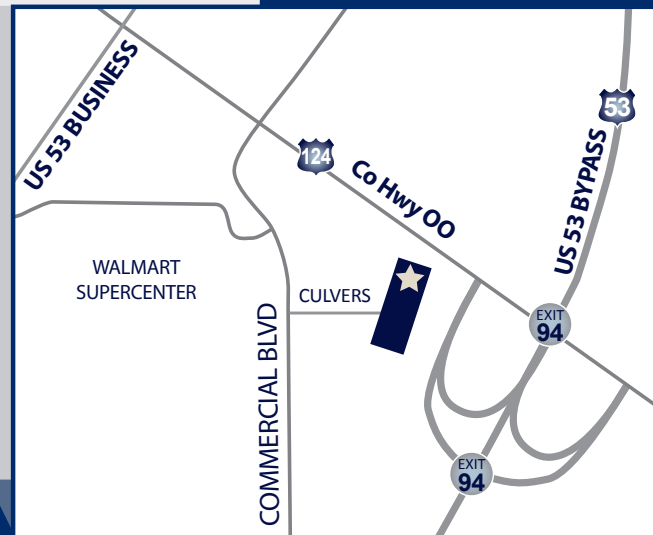 US 53 BUSINESS
124
Co Hwy OO
53
US 53 BYPASS
WALMART
SUPERCENTER
CULVERS
COMMERCIAL BLVD
EXIT
94
EXIT
94